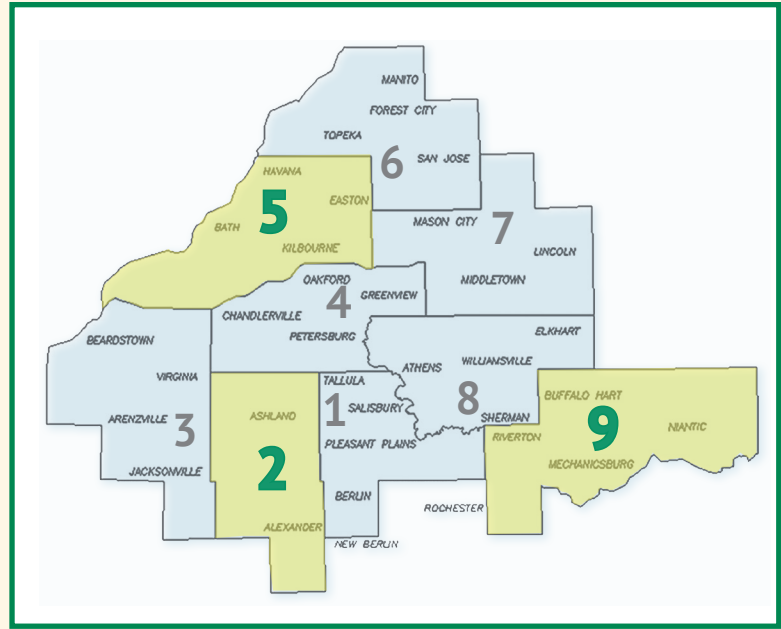 MANITO
FOREST CITY
TOPEKA
6
SAN JOSE
HAVANA
5
EASTON
BATH
KILBOURNE
MASON CITY
7
LINCOLN
MIDDLETOWN
OAKFORD
4
GREENVIEW
CHANDLERVILLE
PETERSBURG
ELKHART
BEARDSTOWN
VIRGINIA
ARENZVILLE
3
JACKSONVILLE
ASHLAND
2
ALEXANDER
TALLULA
1
SALISBURY
PLEASANT PLAINS
BERLIN
NEW BERLIN
ATHENS
WILLIAMSVILLE
8
SHERMAN
BUFFALO HART
9
NIANTIC
RIVERTON
MECHANICSBURG
ROCHESTER